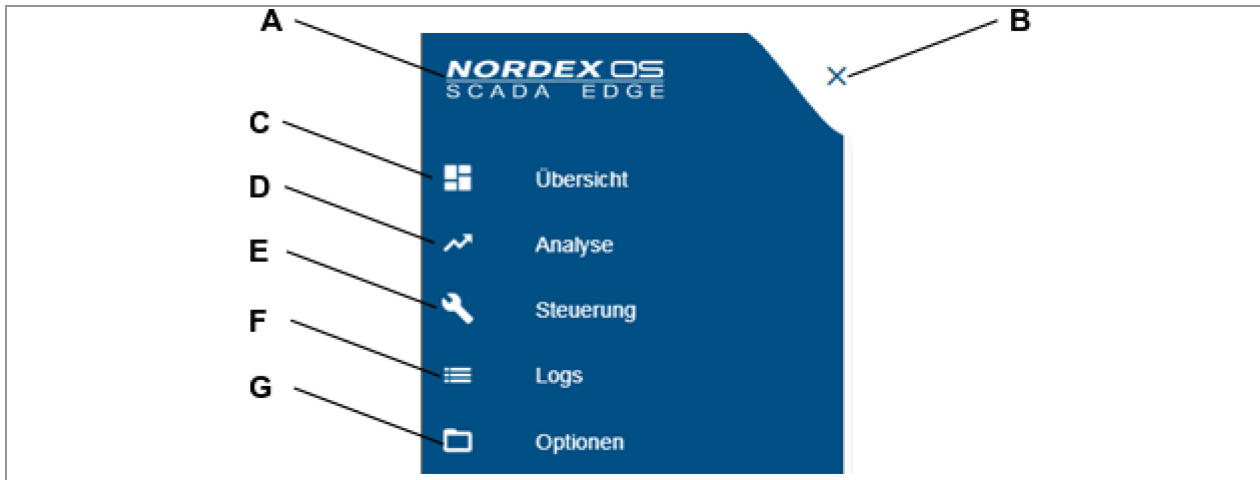 A
B
NORDEX OS
SCADA EDGE
C
Übersicht
D
Analyse
E
Steuerung
F
Logs
G
Optionen